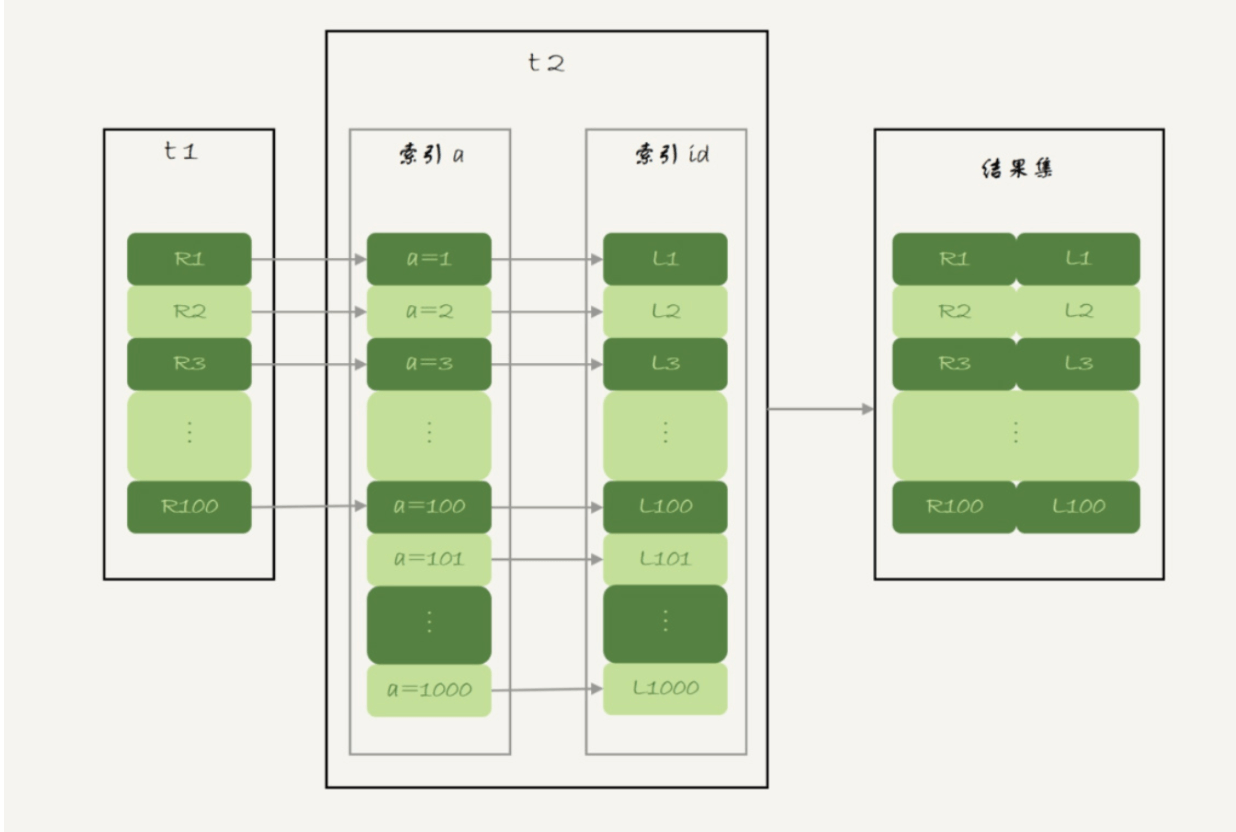 t2
t1
索引 a
索引 id
结果集
R1
a=1
L1
R1
L1
R2
a=2
L2
R2
L2
R3
a=3
L3
R3
L3
⋮
⋮
⋮
⋮
R100
a=100
L100
R100
L100
a=101
L101
⋮
⋮
a=1000
L1000